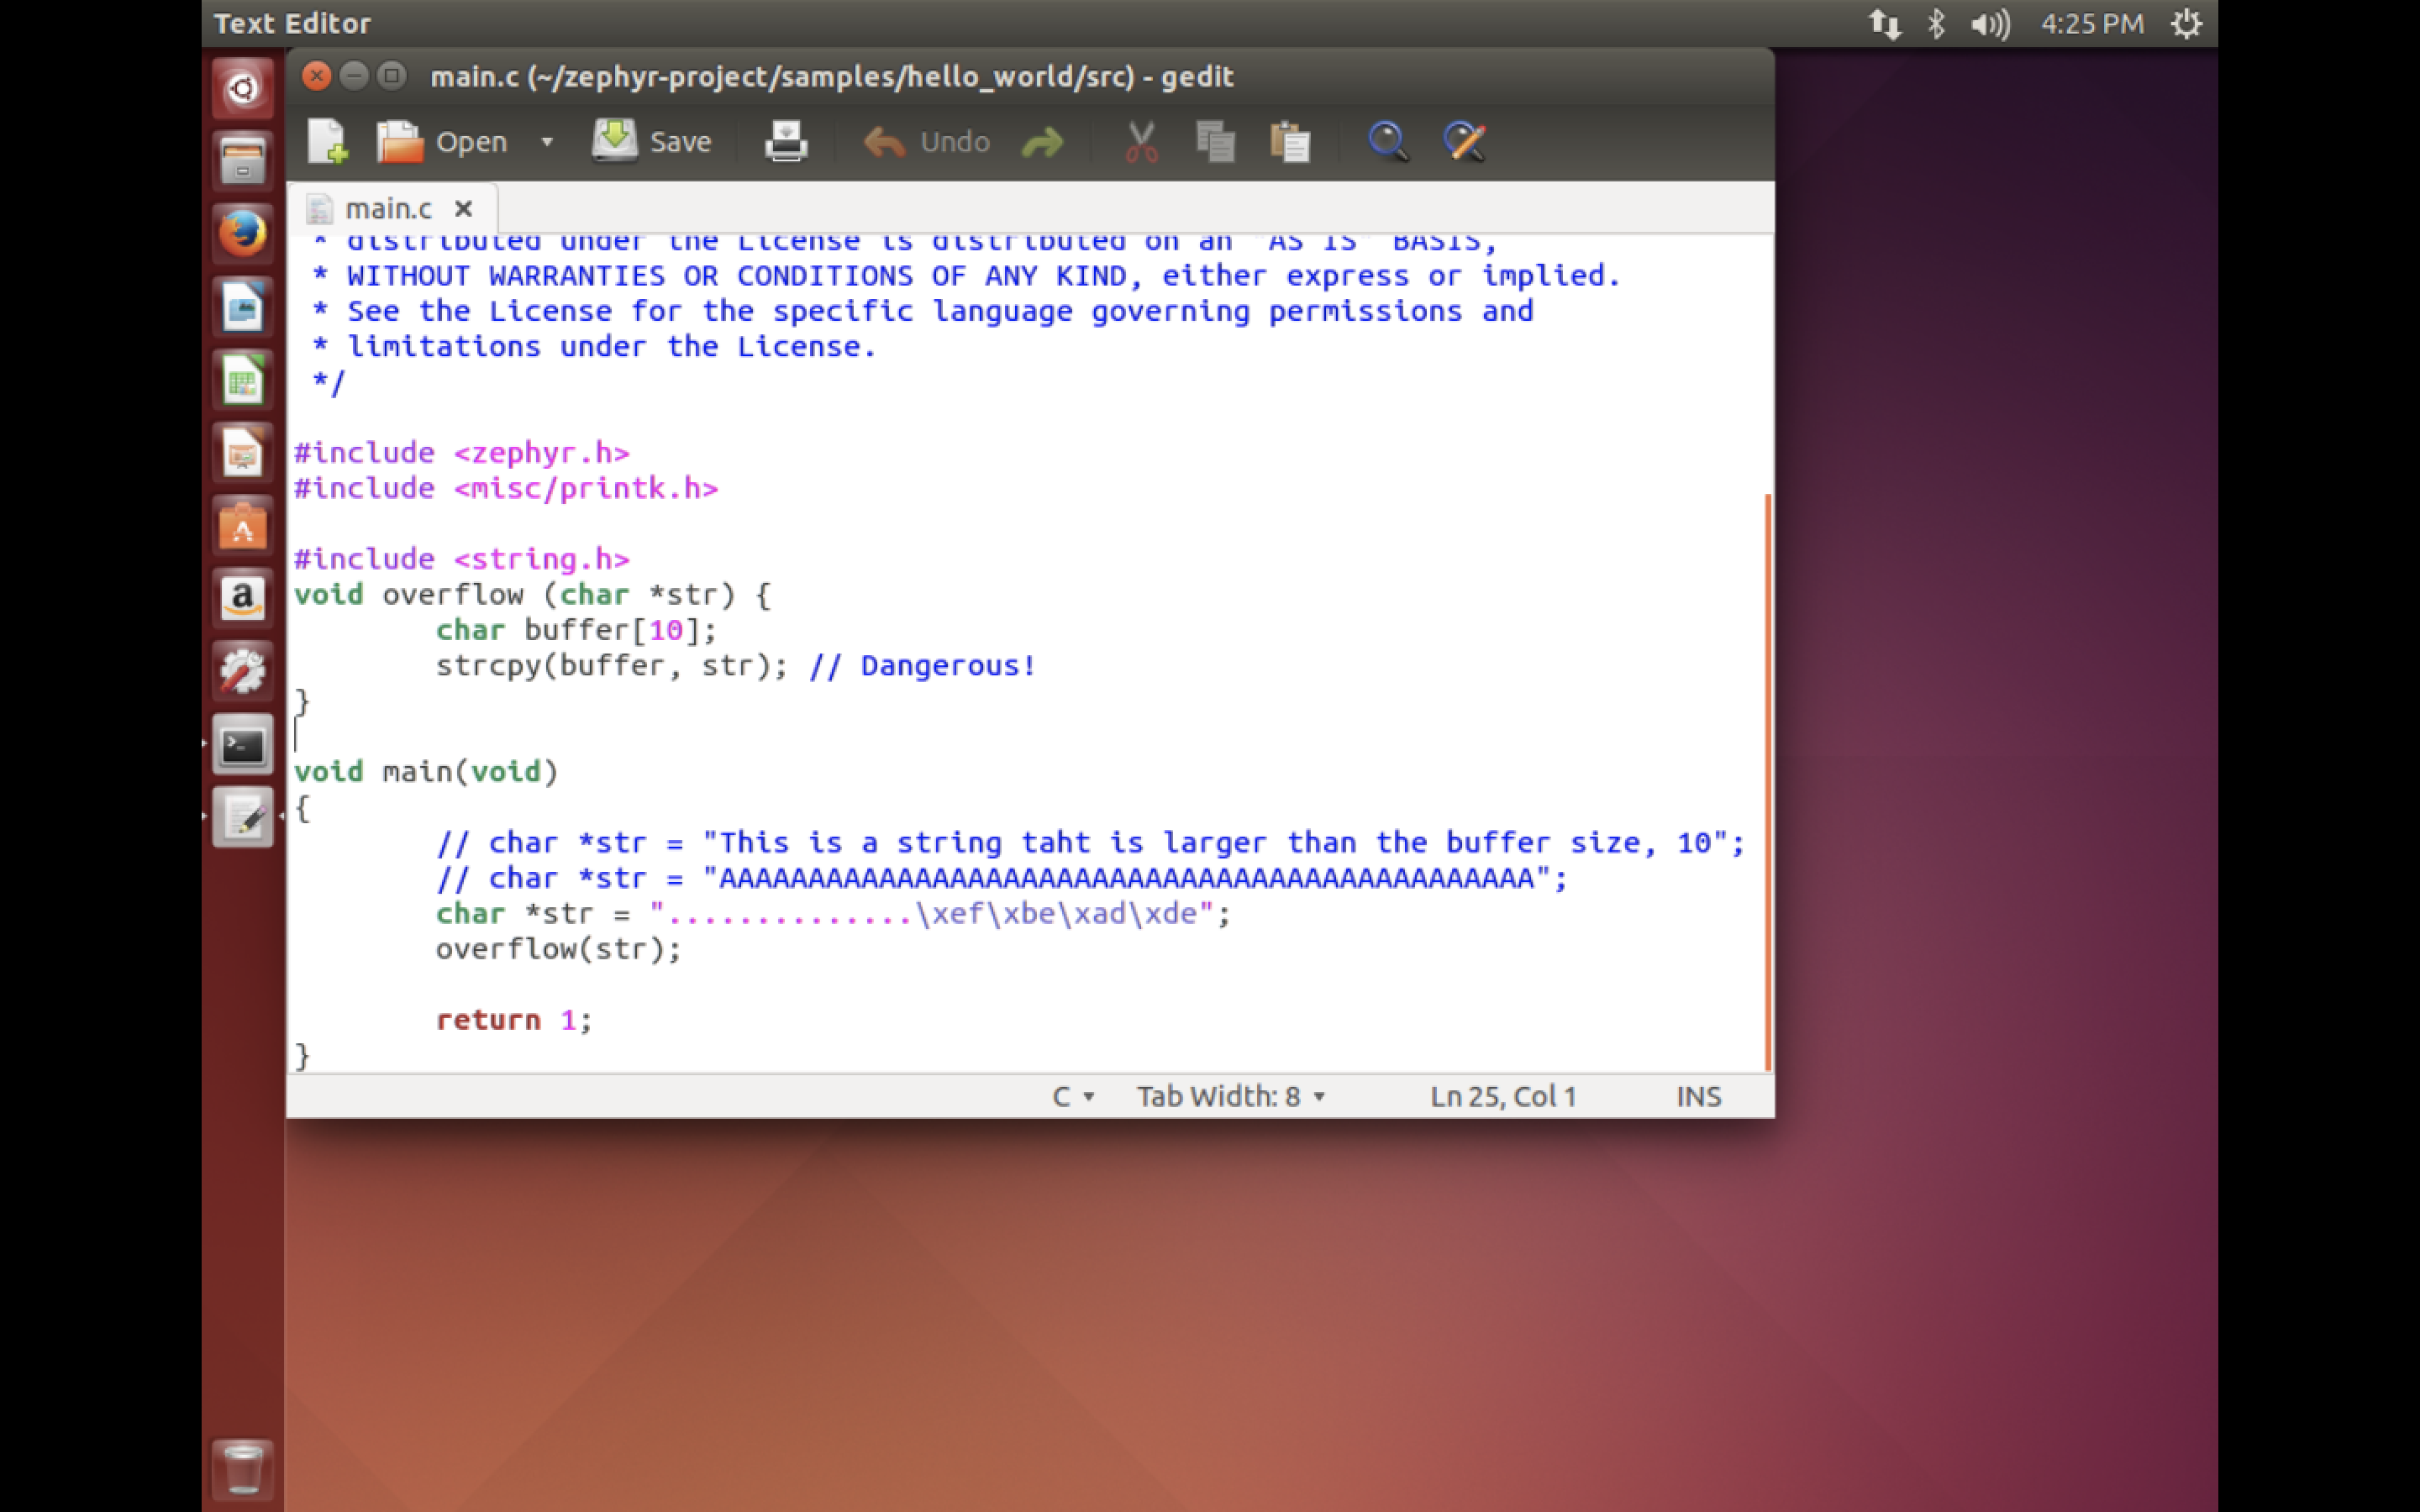 Text Editor
4:25 PM
main.c (~/zephyr-project/samples/hello_world/src) - gedit
Open Save Undo
main.c
* distributed under the License is distributed on an "AS IS" BASIS,
* WITHOUT WARRANTIES OR CONDITIONS OF ANY KIND, either express or implied.
* See the License for the specific language governing permissions and
* limitations under the License.
*/
#include <zephyr.h>
#include <misc/printk.h>
#include <string.h>
void overflow (char *str) {
char buffer[10];
strcpy(buffer, str); // Dangerous!
}
void main(void)
{
// char *str = "This is a string taht is larger than the buffer size, 10";
// char *str = "AAAAAAAAAAAAAAAAAAAAAAAAAAAAAAAAAAAAAAAAAAAAAA";
char *str = "..............\xef\xbe\xad\xde";
overflow(str);
return 1;
}
C Tab Width: 8 Ln 25, Col 1 INS